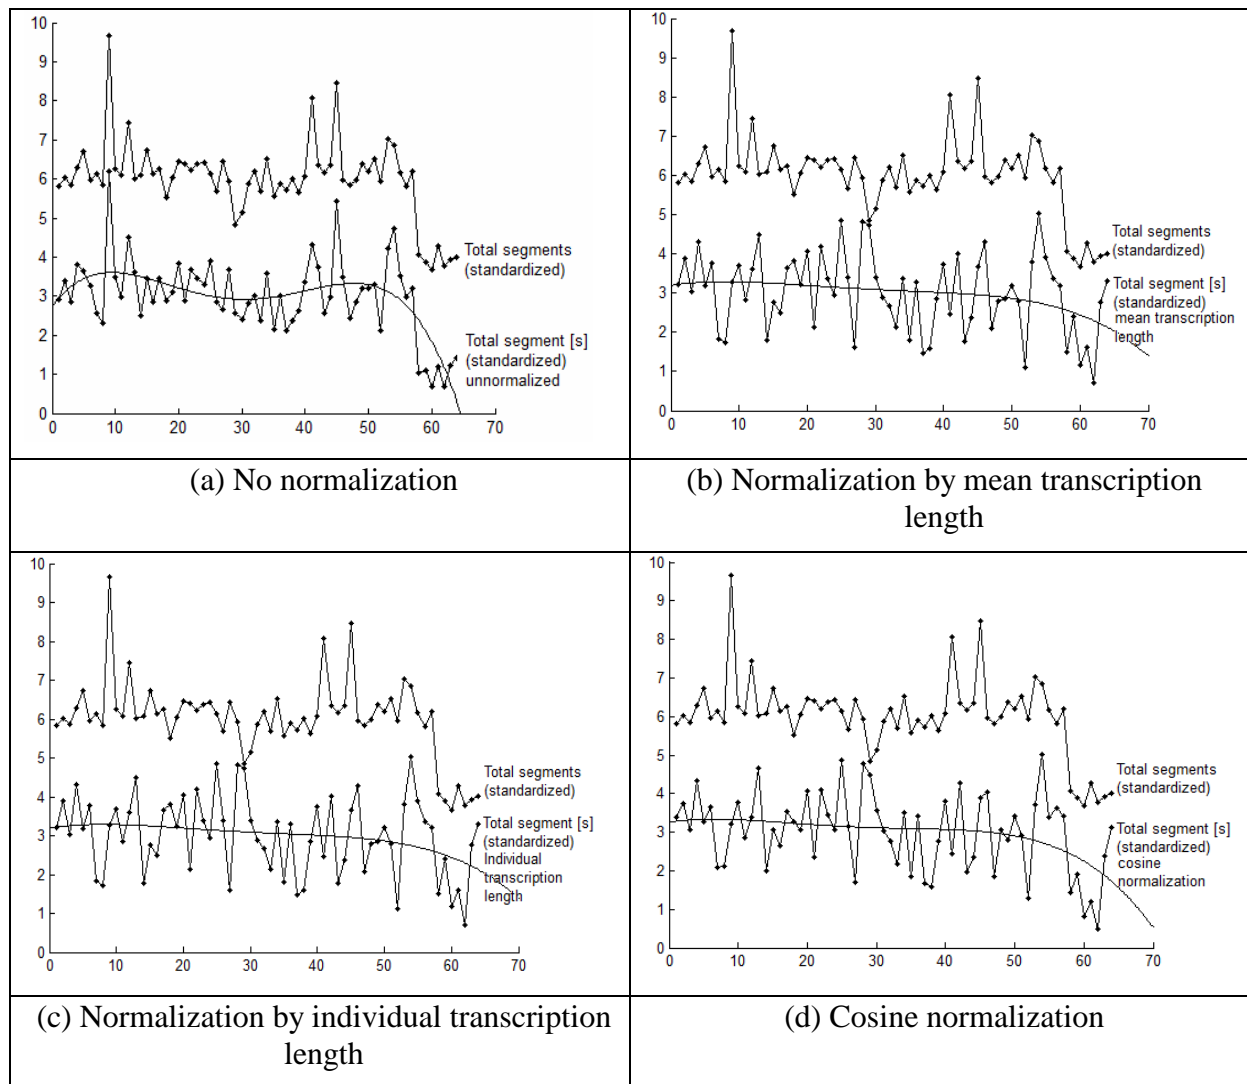 10
9
8
7
6
5
4
3
2
1
0
0 10 20 30 40 50 60 70
Total segments
(standardized)
Total segment [s]
(standardized)
unnormalized
(a) No normalization
10
9
8
7
6
5
4
3
2
1
0
0 10 20 30 40 50 60 70
Total segments
(standardized)
Total segment [s]
(standardized)
mean transcription
length
(b) Normalization by mean transcription
length
10
9
8
7
6
5
4
3
2
1
0
0 10 20 30 40 50 60 70
Total segments
(standardized)
Total segment [s]
(standardized)
Individual
transcription
length
(c) Normalization by individual transcription
length
10
9
8
7
6
5
4
3
2
1
0
0 10 20 30 40 50 60 70
Total segments
(standardized)
Total segment [s]
(standardized)
cosine
normalization
(d) Cosine normalization